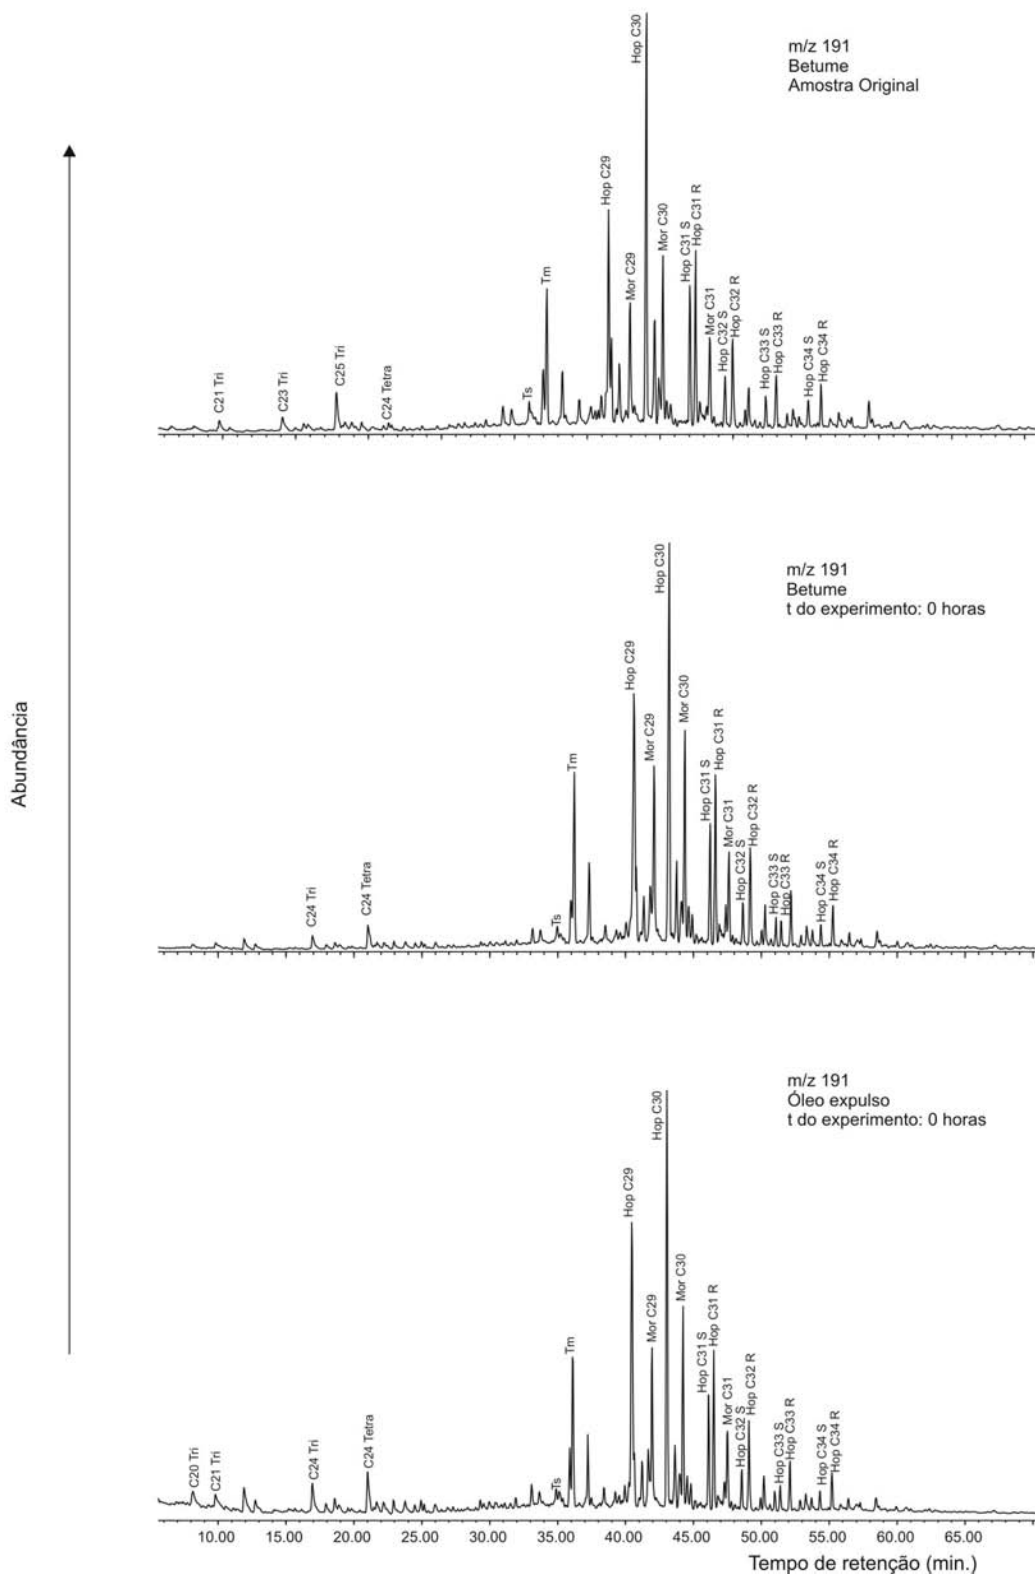 m/z 191
Betume
Amostra Original
C21 Tri
C23 Tri
C25 Tri
C24 Tetra
Ts
Tm
Hop C29
Mor C29
Hop C30
Mor C30
Hop C31 S
Hop C31 R
Mor C31
Hop C32 S
Hop C32 R
Hop C33 S
Hop C33 R
Hop C34 S
Hop C34 R
Abundância
m/z 191
Betume
t do experimento: 0 horas
C24 Tri
C24 Tetra
Ts
Tm
Hop C29
Mor C29
Hop C30
Mor C30
Hop C31 S
Hop C31 R
Mor C31
Hop C32 S
Hop C32 R
Hop C33 S
Hop C33 R
Hop C34 S
Hop C34 R
m/z 191
Óleo expulso
t do experimento: 0 horas
C20 Tri
C21 Tri
C24 Tri
C24 Tetra
Ts
Tm
Hop C29
Mor C29
Hop C30
Mor C30
Hop C31 S
Hop C31 R
Mor C31
Hop C32 S
Hop C32 R
Hop C33 S
Hop C33 R
Hop C34 S
Hop C34 R
10.00 15.00 20.00 25.00 30.00 35.00 40.00 45.00 50.00 55.00 60.00 65.00
Tempo de retenção (min.)